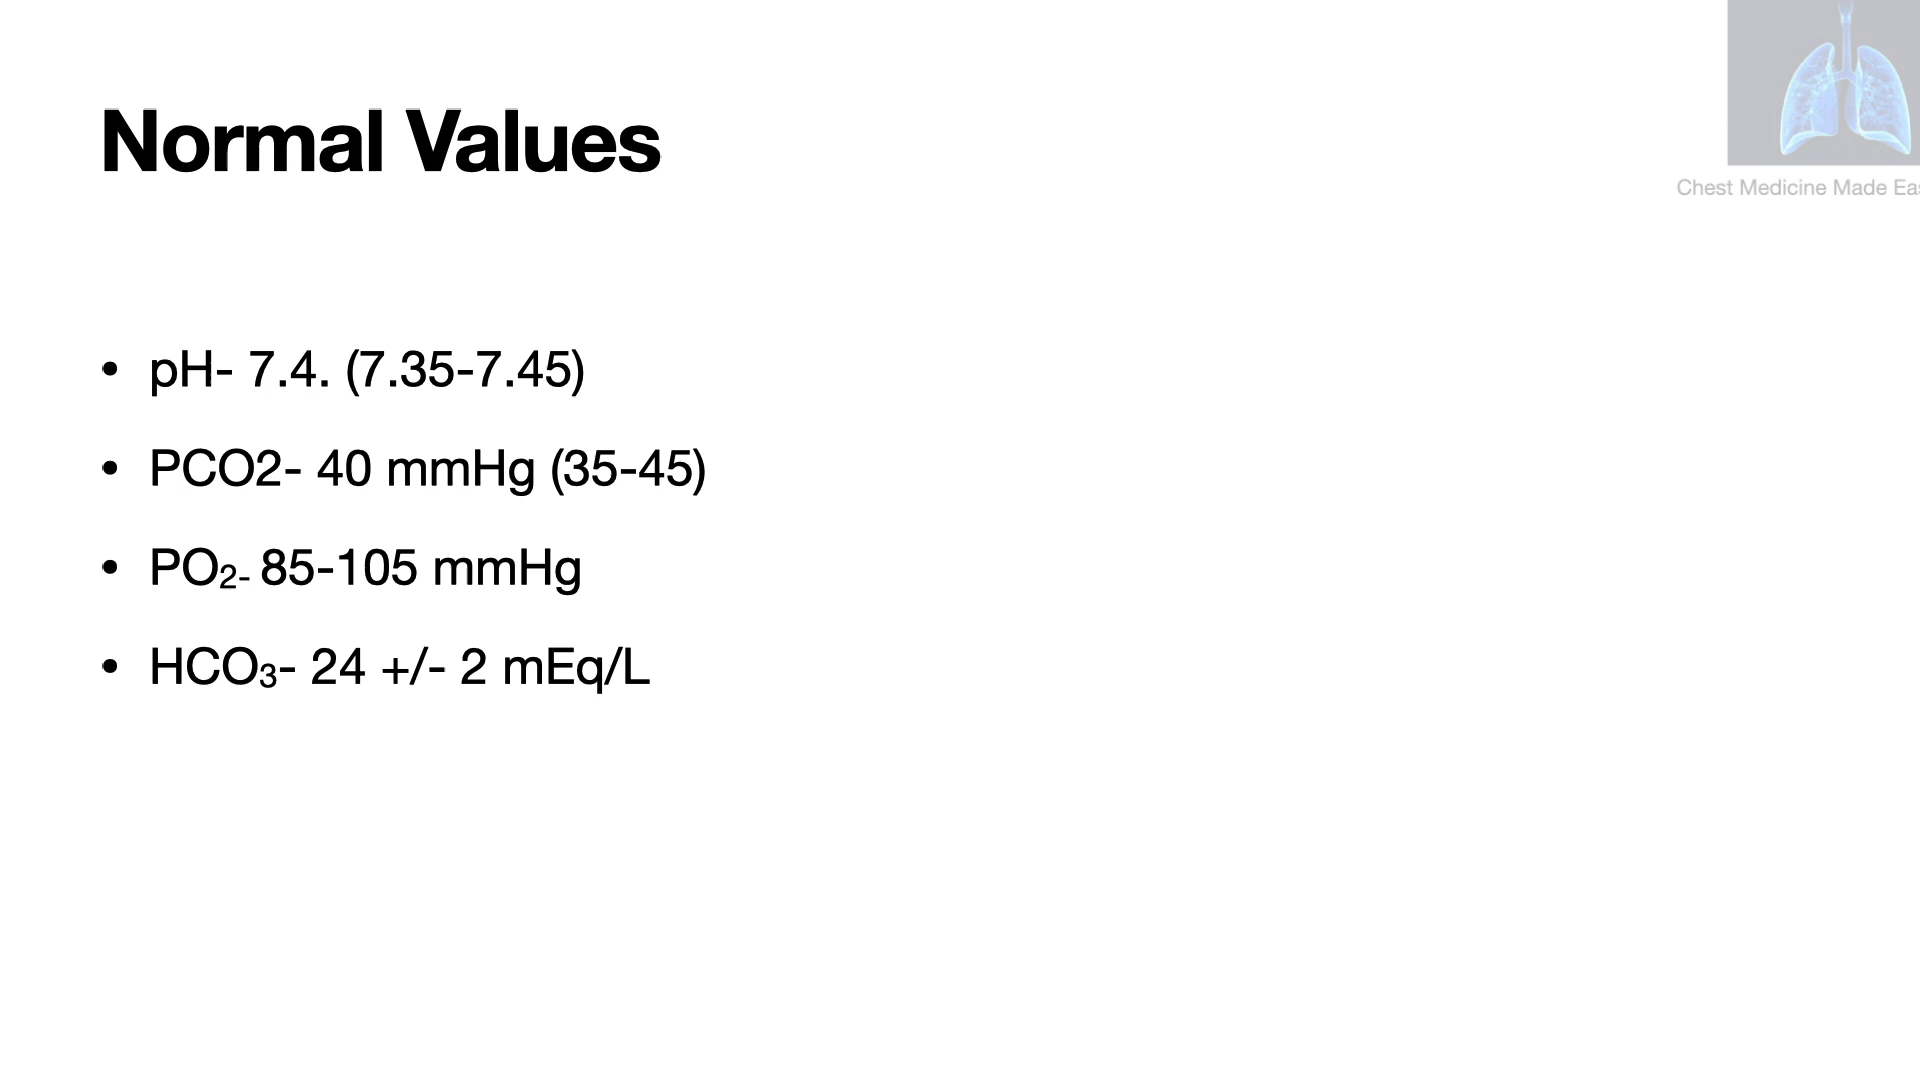 Chest Medicine Made Eas
Normal Values
• pH- 7.4. (7.35-7.45)
• PCO2- 40 mmHg (35-45)
• PO₂- 85-105 mmHg
• HCO₃- 24 +/- 2 mEq/L